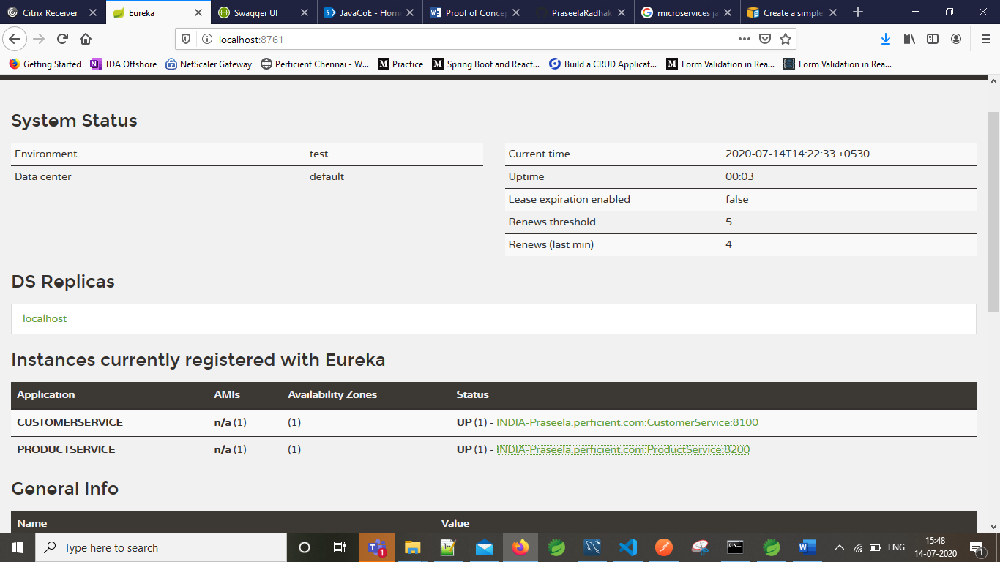 Citrix Receiver
Eureka
Swagger UI
JavaCoE - Hom
Proof of Concep
PraseelaRadhak
microservices ja
Create a simple
localhost:8761
Getting Started
TDA Offshore
NetScaler Gateway
Perficient Chennai - W...
Practice
Spring Boot and React...
Build a CRUD Applicat...
Form Validation in Rea...
Form Validation in Rea...
System Status
Environment test
Data center default
Current time 2020-07-14T14:22:33 +0530
Uptime 00:03
Lease expiration enabled false
Renews threshold 5
Renews (last min) 4
DS Replicas
localhost
Instances currently registered with Eureka
Application AMIs Availability Zones Status
CUSTOMERSERVICE n/a (1) (1) UP (1) - INDIA-Praseela.perficient.com:CustomerService:8100
PRODUCTSERVICE n/a (1) (1) UP (1) - INDIA-Praseela.perficient.com:ProductService:8200
General Info
Name Value
Type here to search
1
ENG
15:48
14-07-2020
1